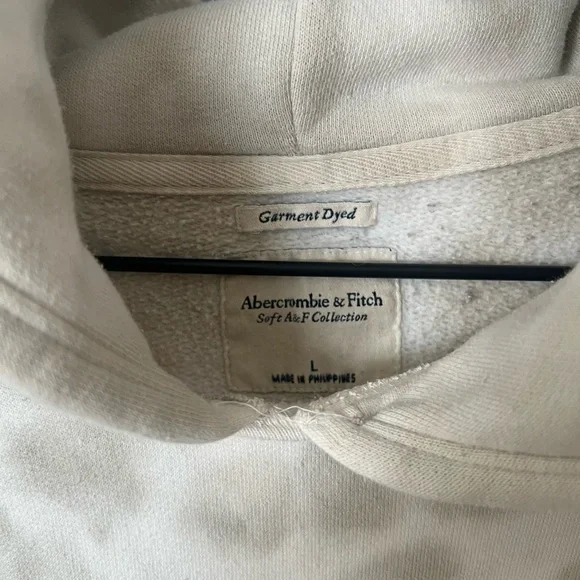 Garment Dyed
Abercrombie & Fitch
Soft A&F Collection
L
MADE IN PHILIPPINES